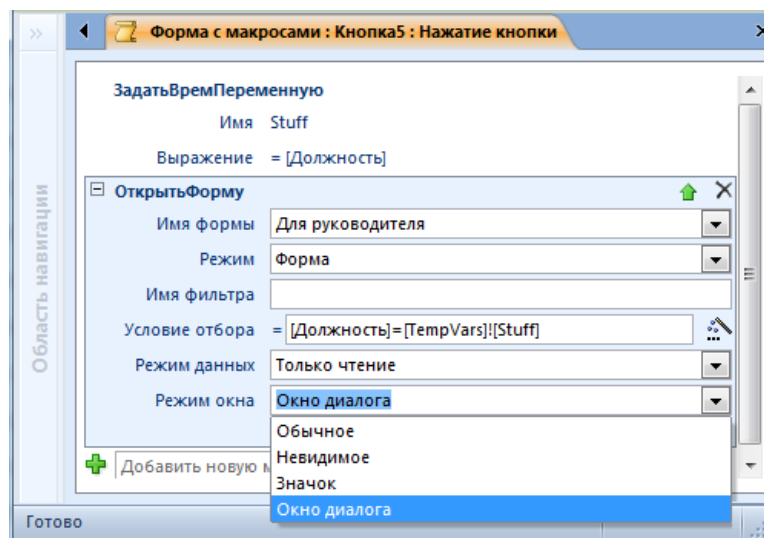 Форма с макросами : Кнопка5 : Нажатие кнопки
Область навигации
ЗадатьВремПеременную
Имя Stuff
Выражение = [Должность]
ОткрытьФорму
Имя формы Для руководителя
Режим Форма
Имя фильтра
Условие отбора = [Должность]=[TempVars]![Stuff]
Режим данных Только чтение
Режим окна Окно диалога
Обычное
Невидимое
Значок
Окно диалога
Добавить новую
Готово